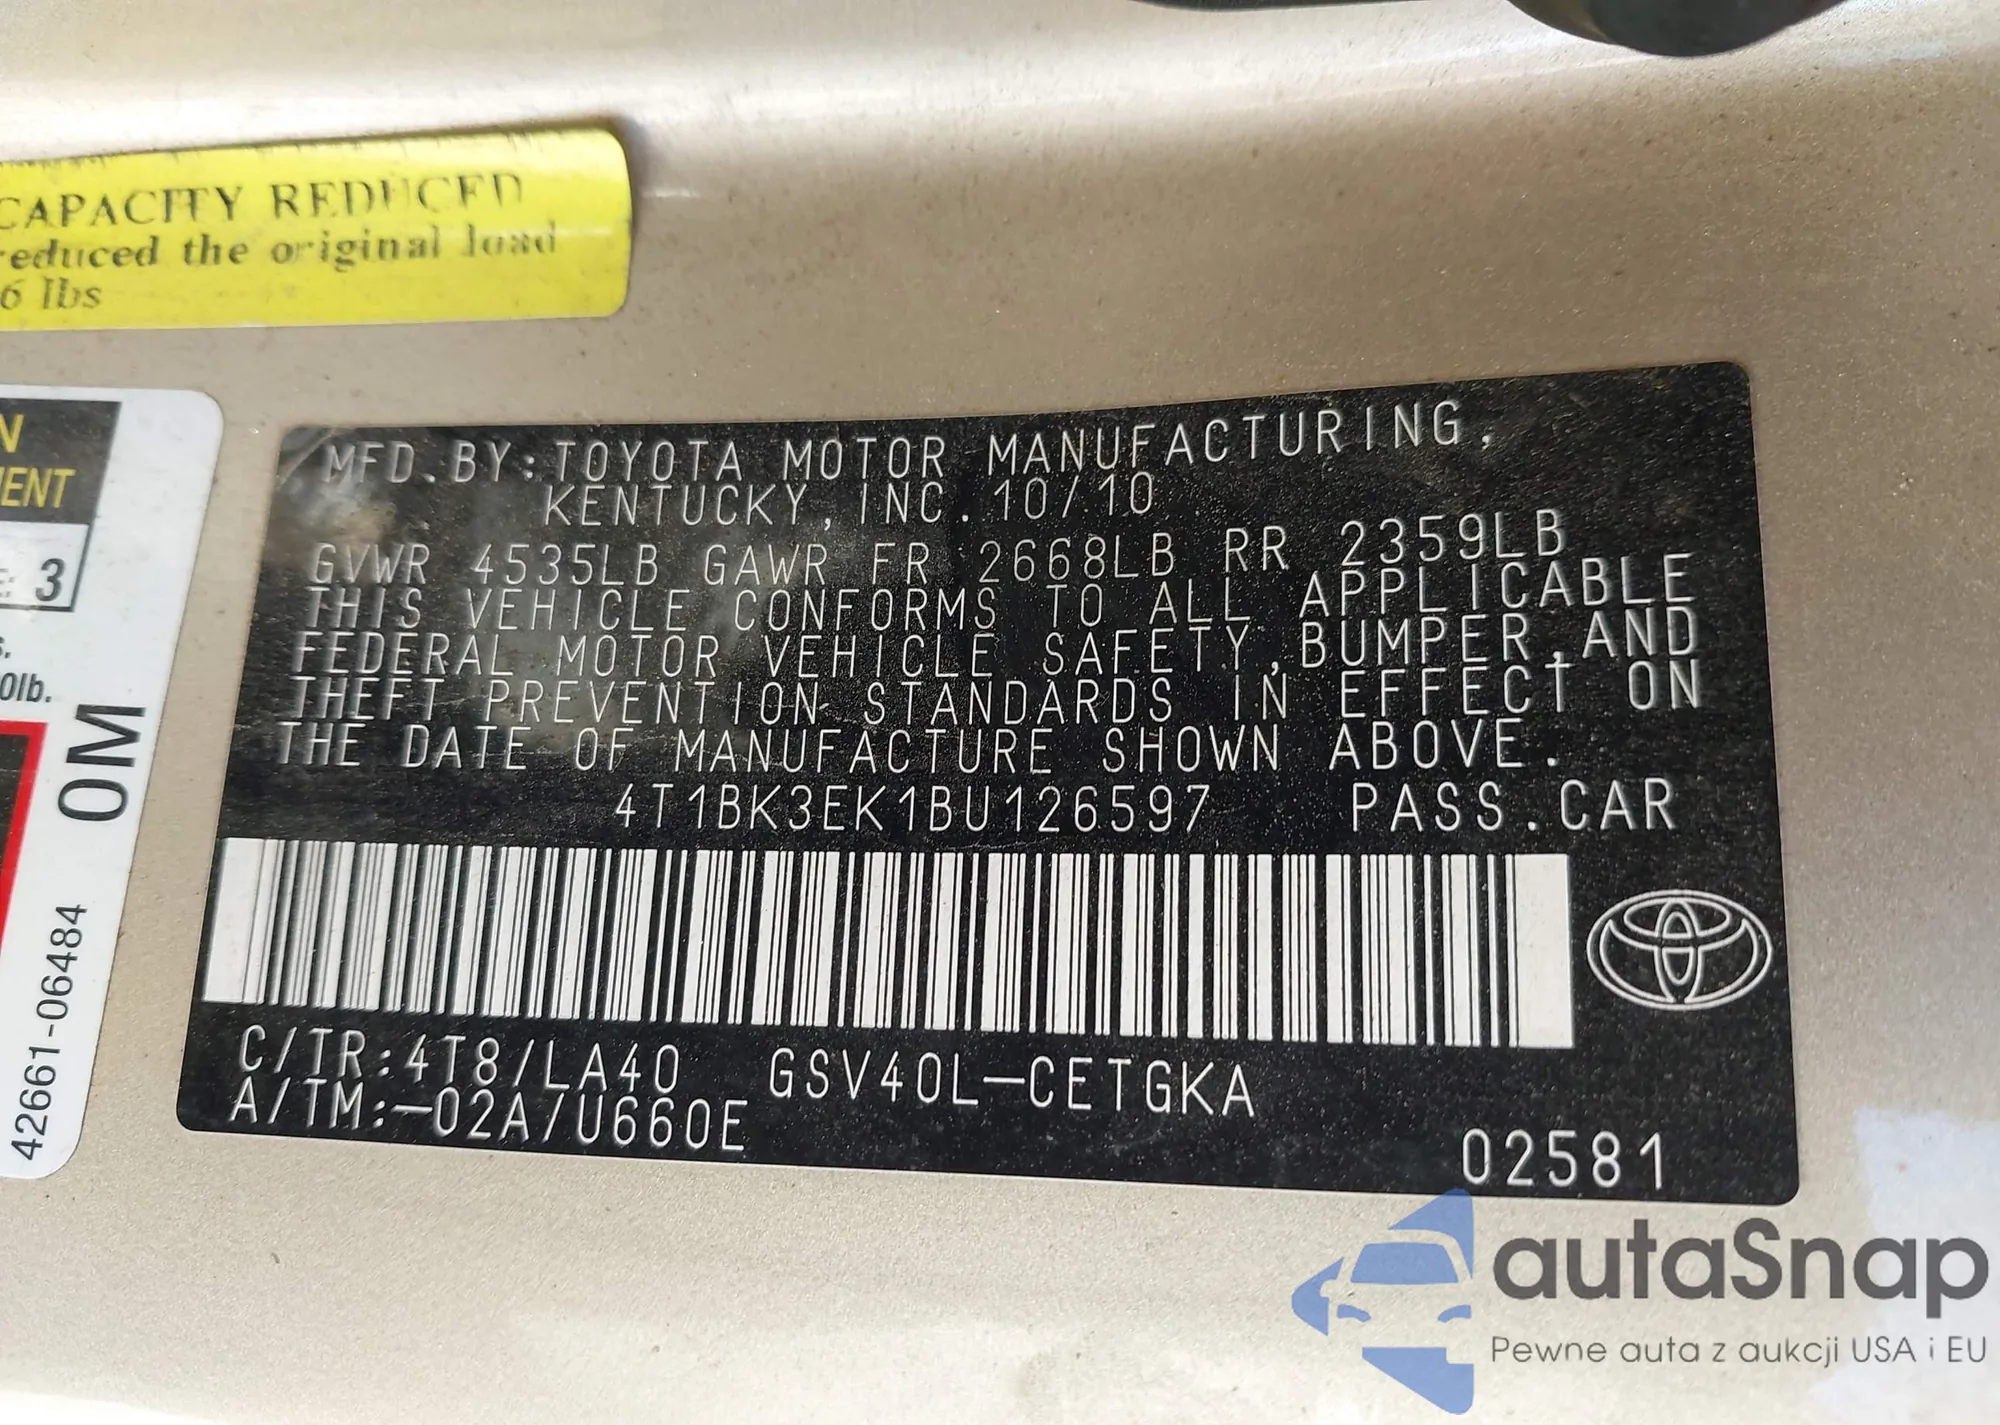 CAPACITY REDUCED
reduced the original load
6 lbs
N
ENT
3
0lb.
0M
42661-06484
MFD. BY: TOYOTA MOTOR MANUFACTURING,
KENTUCKY, INC. 10/10
GVWR 4535LB GAWR FR 2668LB RR 2359LB
THIS VEHICLE CONFORMS TO ALL APPLICABLE
FEDERAL MOTOR VEHICLE SAFETY, BUMPER, AND
THEFT PREVENTION STANDARDS IN EFFECT ON
THE DATE OF MANUFACTURE SHOWN ABOVE.
4T1BK3EK1BU126597 PASS. CAR
C/TR:4T8/LA40 GSV40L-CETGKA
A/TM:-02A/U660E
02581
autaSnap
Pewne auta z aukcji USA i EU